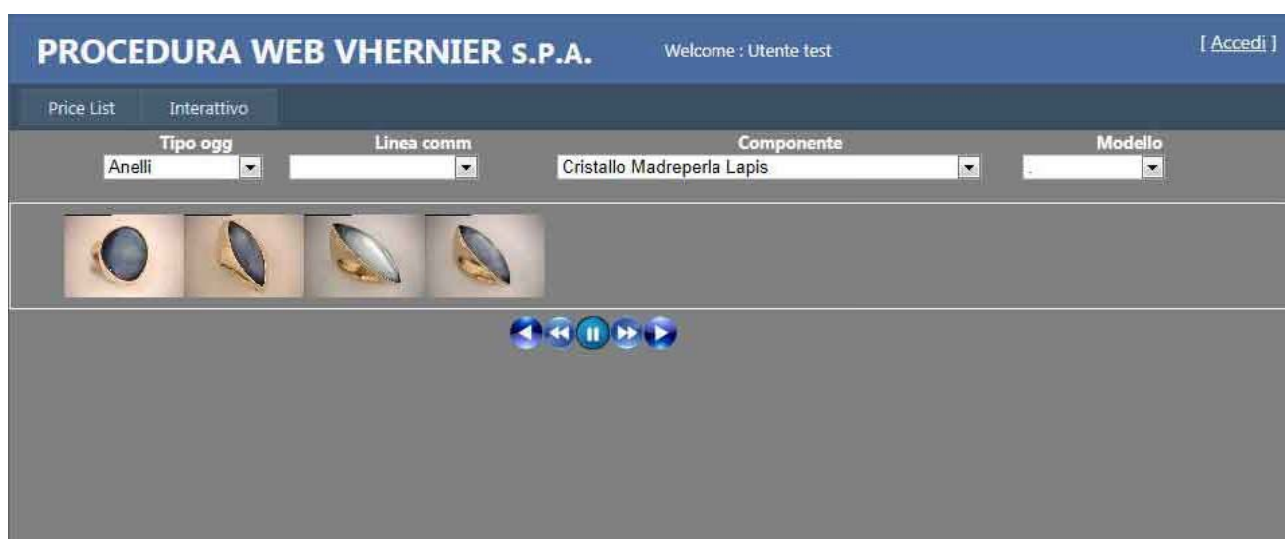 PROCEDURA WEB VHERNIER S.P.A. Welcome : Utente test [ Accedi ]
Price List Interattivo
Tipo ogg Linea comm Componente Modello
Anelli Cristallo Madreperla Lapis .